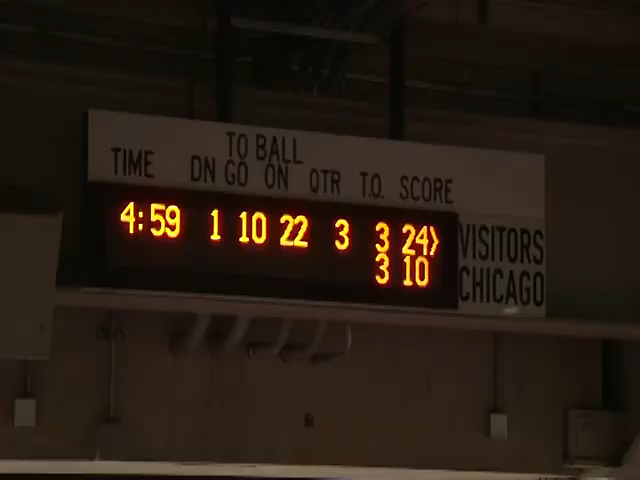 TO BALL
TIME DN GO ON QTR T.O. SCORE
4:59 1 10 22 3 3 24> VISITORS
3 10 CHICAGO